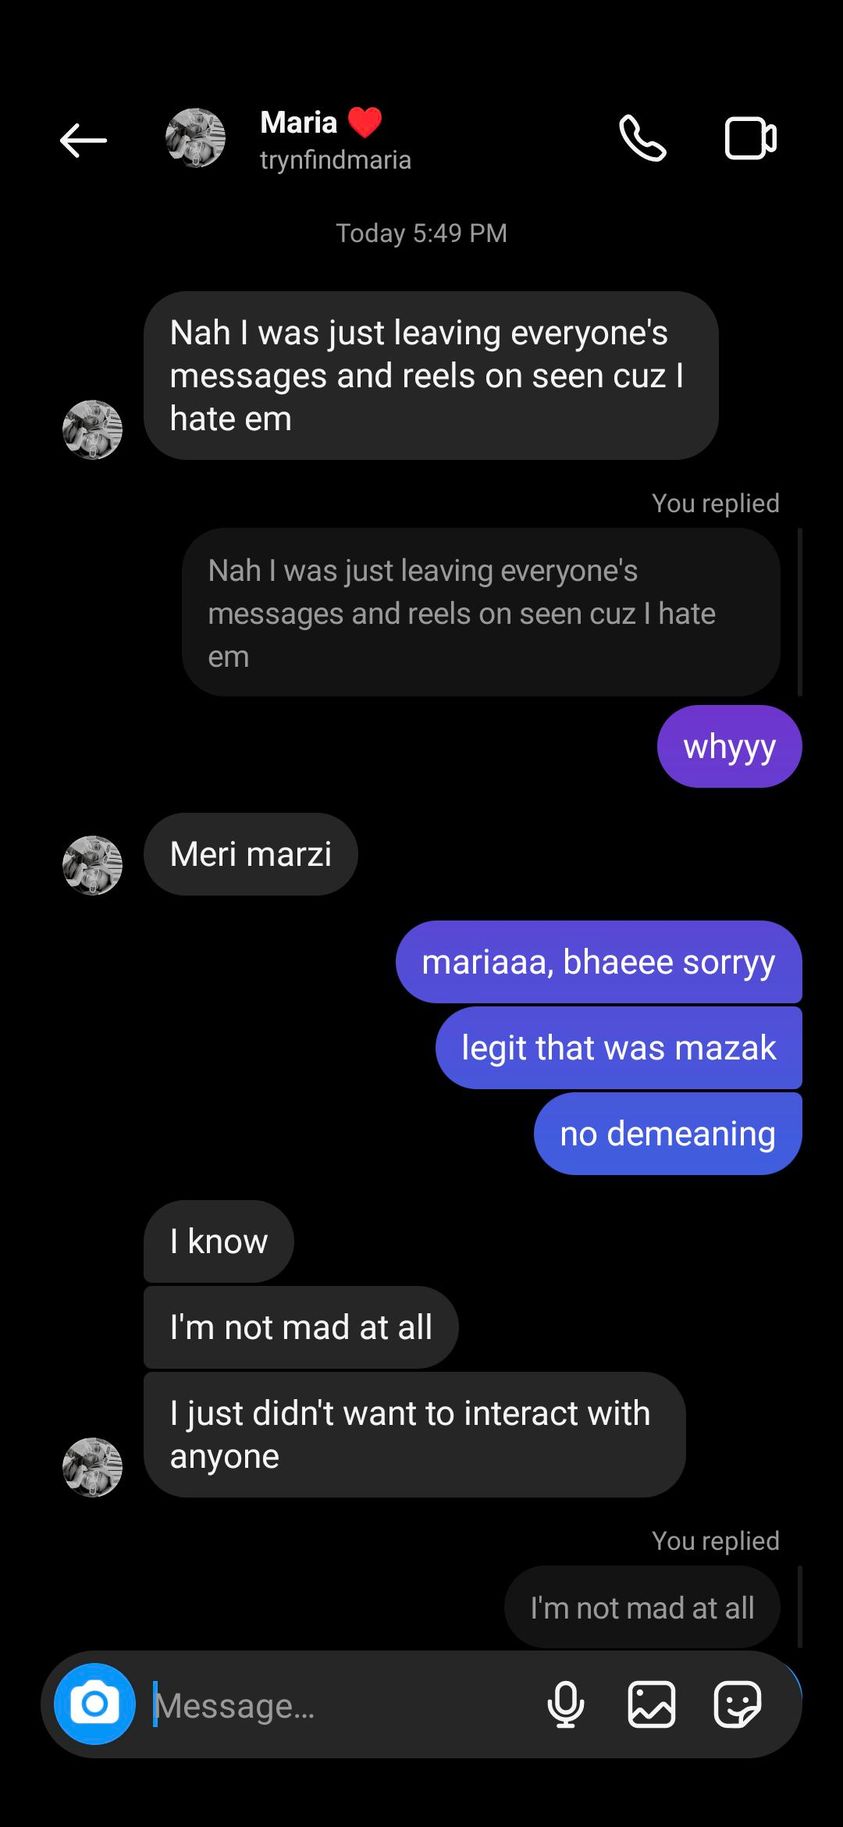 Maria ❤️
trynfindmaria
Today 5:49 PM
Nah I was just leaving everyone's
messages and reels on seen cuz I
hate em
You replied
Nah I was just leaving everyone's
messages and reels on seen cuz I hate
em
whyyy
Meri marzi
mariaaa, bhaeee sorryy
legit that was mazak
no demeaning
I know
I'm not mad at all
I just didn't want to interact with
anyone
You replied
I'm not mad at all
Message...